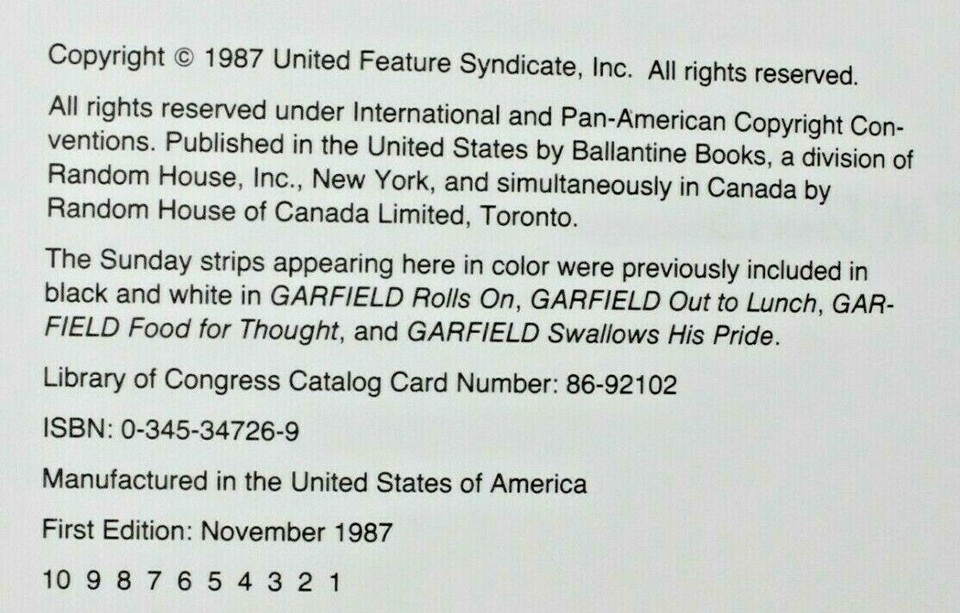 Copyright © 1987 United Feature Syndicate, Inc. All rights reserved.
All rights reserved under International and Pan-American Copyright Con-
ventions. Published in the United States by Ballantine Books, a division of
Random House, Inc., New York, and simultaneously in Canada by
Random House of Canada Limited, Toronto.
The Sunday strips appearing here in color were previously included in
black and white in GARFIELD Rolls On, GARFIELD Out to Lunch, GAR-
FIELD Food for Thought, and GARFIELD Swallows His Pride.
Library of Congress Catalog Card Number: 86-92102
ISBN: 0-345-34726-9
Manufactured in the United States of America
First Edition: November 1987
10 9 8 7 6 5 4 3 2 1